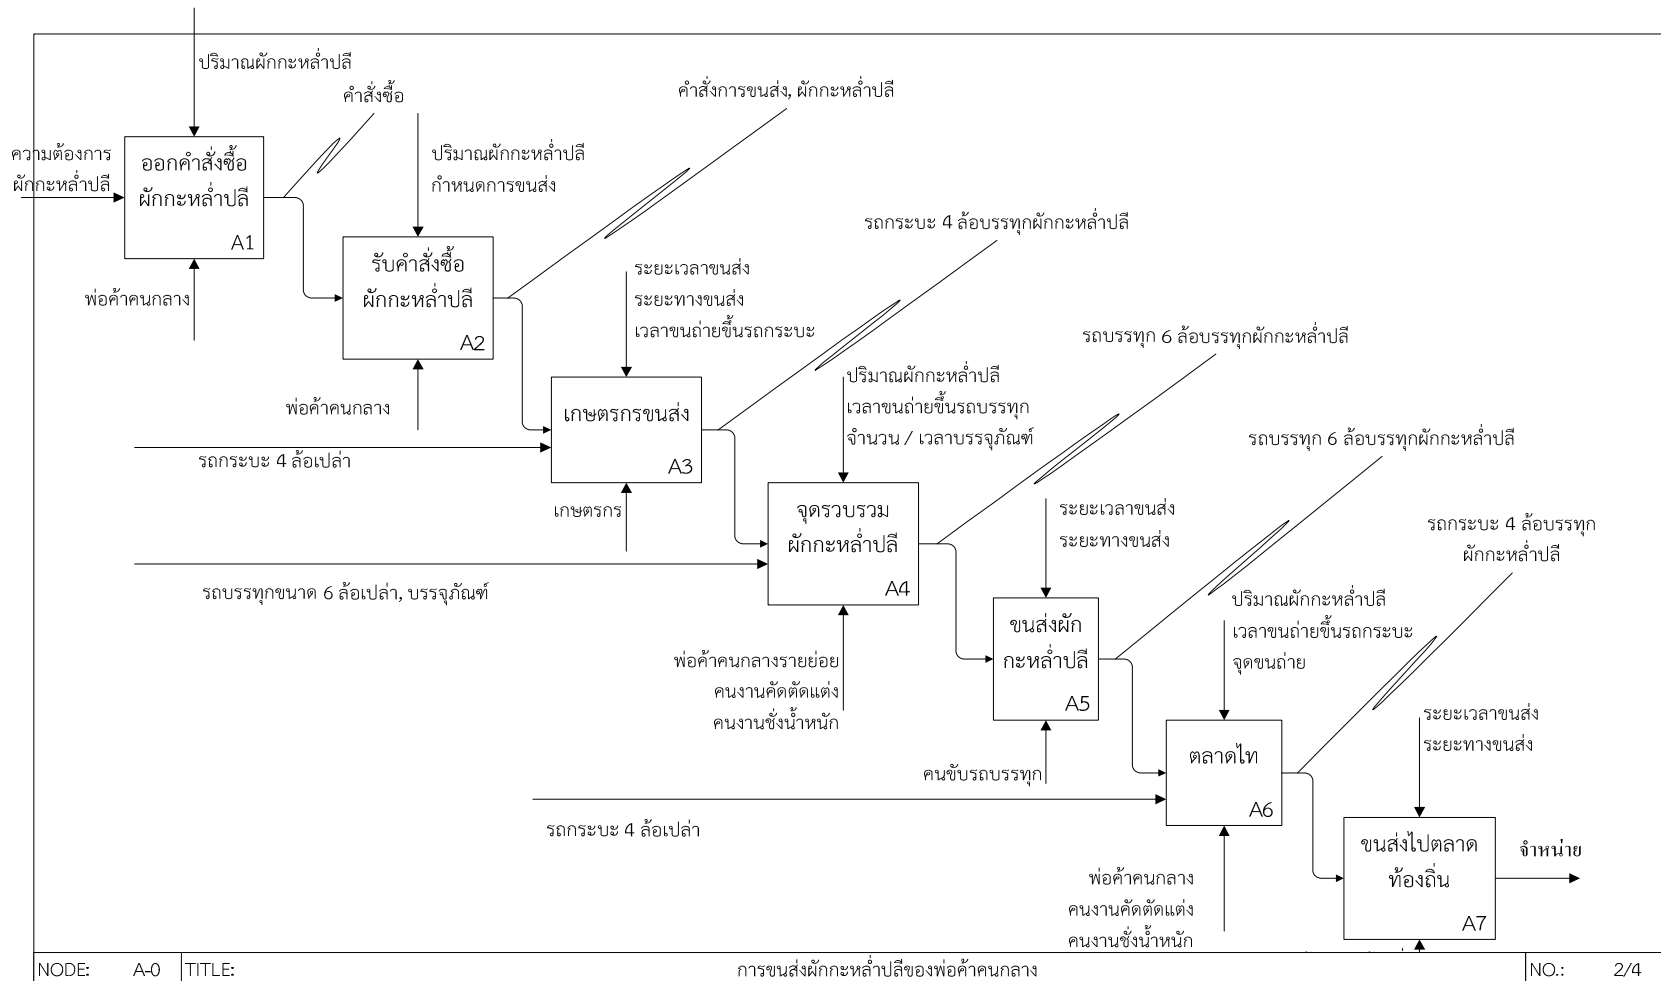 ปริมาณผักกะหล่ำปลี
คำสั่งซื้อ
คำสั่งการขนส่ง, ผักกะหล่ำปลี
ความต้องการ
ผักกะหล่ำปลี
ออกคำสั่งซื้อ
ผักกะหล่ำปลี
A1
ปริมาณผักกะหล่ำปลี
กำหนดการขนส่ง
พ่อค้าคนกลาง
รับคำสั่งซื้อ
ผักกะหล่ำปลี
A2
รถกระบะ 4 ล้อบรรทุกผักกะหล่ำปลี
ระยะเวลาขนส่ง
ระยะทางขนส่ง
เวลาขนถ่ายขึ้นรถกระบะ
พ่อค้าคนกลาง
เกษตรกรขนส่ง
A3
รถกระบะ 4 ล้อเปล่า
เกษตรกร
รถบรรทุก 6 ล้อบรรทุกผักกะหล่ำปลี
ปริมาณผักกะหล่ำปลี
เวลาขนถ่ายขึ้นรถบรรทุก
จำนวน / เวลาบรรจุภัณฑ์
จุดรวบรวม
ผักกะหล่ำปลี
A4
รถบรรทุกขนาด 6 ล้อเปล่า, บรรจุภัณฑ์
พ่อค้าคนกลางรายย่อย
คนงานคัดตัดแต่ง
คนงานชั่งน้ำหนัก
รถบรรทุก 6 ล้อบรรทุกผักกะหล่ำปลี
ระยะเวลาขนส่ง
ระยะทางขนส่ง
ขนส่งผัก
กะหล่ำปลี
A5
คนขับรถบรรทุก
รถกระบะ 4 ล้อบรรทุก
ผักกะหล่ำปลี
ปริมาณผักกะหล่ำปลี
เวลาขนถ่ายขึ้นรถกระบะ
จุดขนถ่าย
ตลาดไท
A6
รถกระบะ 4 ล้อเปล่า
พ่อค้าคนกลาง
คนงานคัดตัดแต่ง
คนงานชั่งน้ำหนัก
ระยะเวลาขนส่ง
ระยะทางขนส่ง
ขนส่งไปตลาด
ท้องถิ่น
A7
จำหน่าย
NODE: A-0 TITLE: การขนส่งผักกะหล่ำปลีของพ่อค้าคนกลาง NO.: 2/4